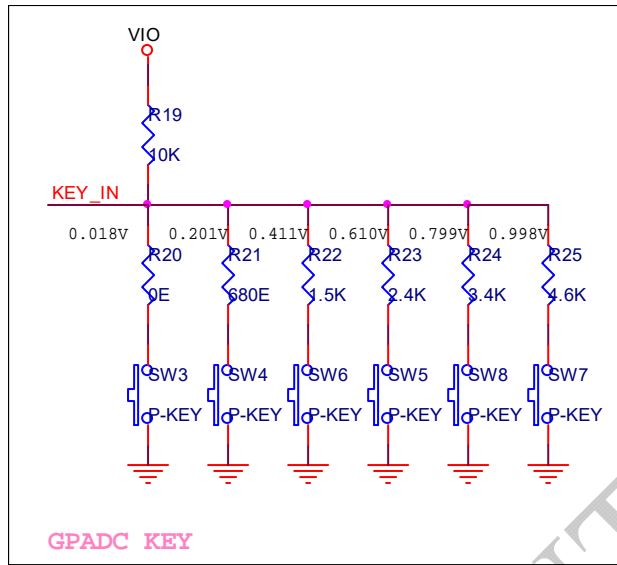 VIO
R19
10K
KEY_IN
0.018V 0.201V 0.411V 0.610V 0.799V 0.998V
R20 R21 R22 R23 R24 R25
0E 680E 1.5K 2.4K 3.4K 4.6K
SW3 SW4 SW6 SW5 SW8 SW7
P-KEY P-KEY P-KEY P-KEY P-KEY P-KEY
GPADC KEY